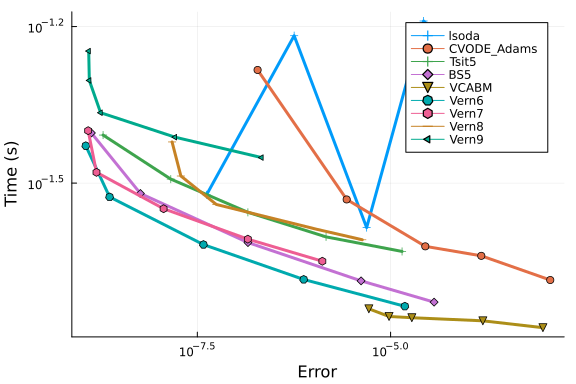 10^-1.2
10^-1.5
Time (s)
lsoda
CVODE_Adams
Tsit5
BS5
VCABM
Vern6
Vern7
Vern8
Vern9
10^-7.5
10^-5.0
Error